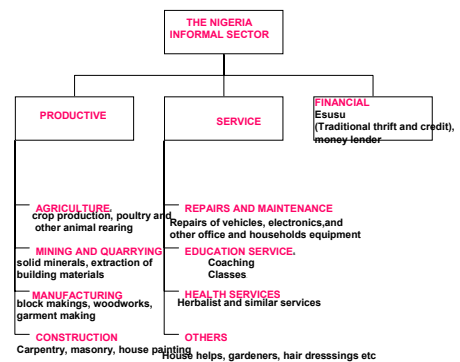 THE NIGERIA
INFORMAL SECTOR
PRODUCTIVE
SERVICE
FINANCIAL
Esusu
(Traditional thrift and credit),
money lender
AGRICULTURE.
crop production, poultry and
other animal rearing
MINING AND QUARRYING
solid minerals, extraction of
building materials
MANUFACTURING
block makings, woodworks,
garment making
CONSTRUCTION
Carpentry, masonry, house painting
REPAIRS AND MAINTENANCE
Repairs of vehicles, electronics,and
other office and households equipment
EDUCATION SERVICE.
Coaching
Classes
HEALTH SERVICES
Herbalist and similar services
OTHERS
House helps, gardeners, hair dresssings etc